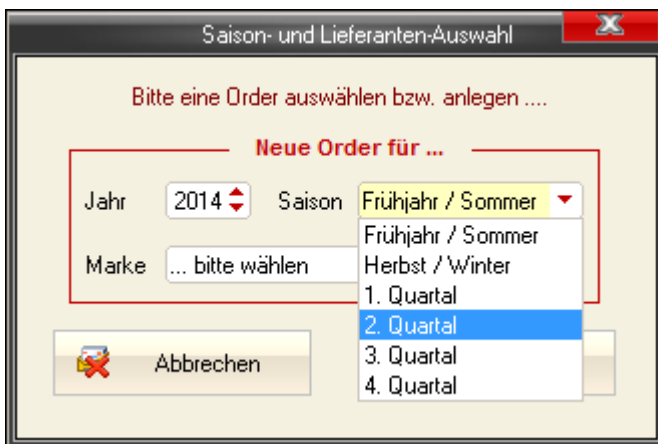 Saison- und Lieferanten-Auswahl
Bitte eine Order auswählen bzw. anlegen ....
Neue Order für ...
Jahr 2014 Saison Frühjahr / Sommer
Frühjahr / Sommer
Marke ... bitte wählen Herbst / Winter
1. Quartal
2. Quartal
Abbrechen 3. Quartal
4. Quartal